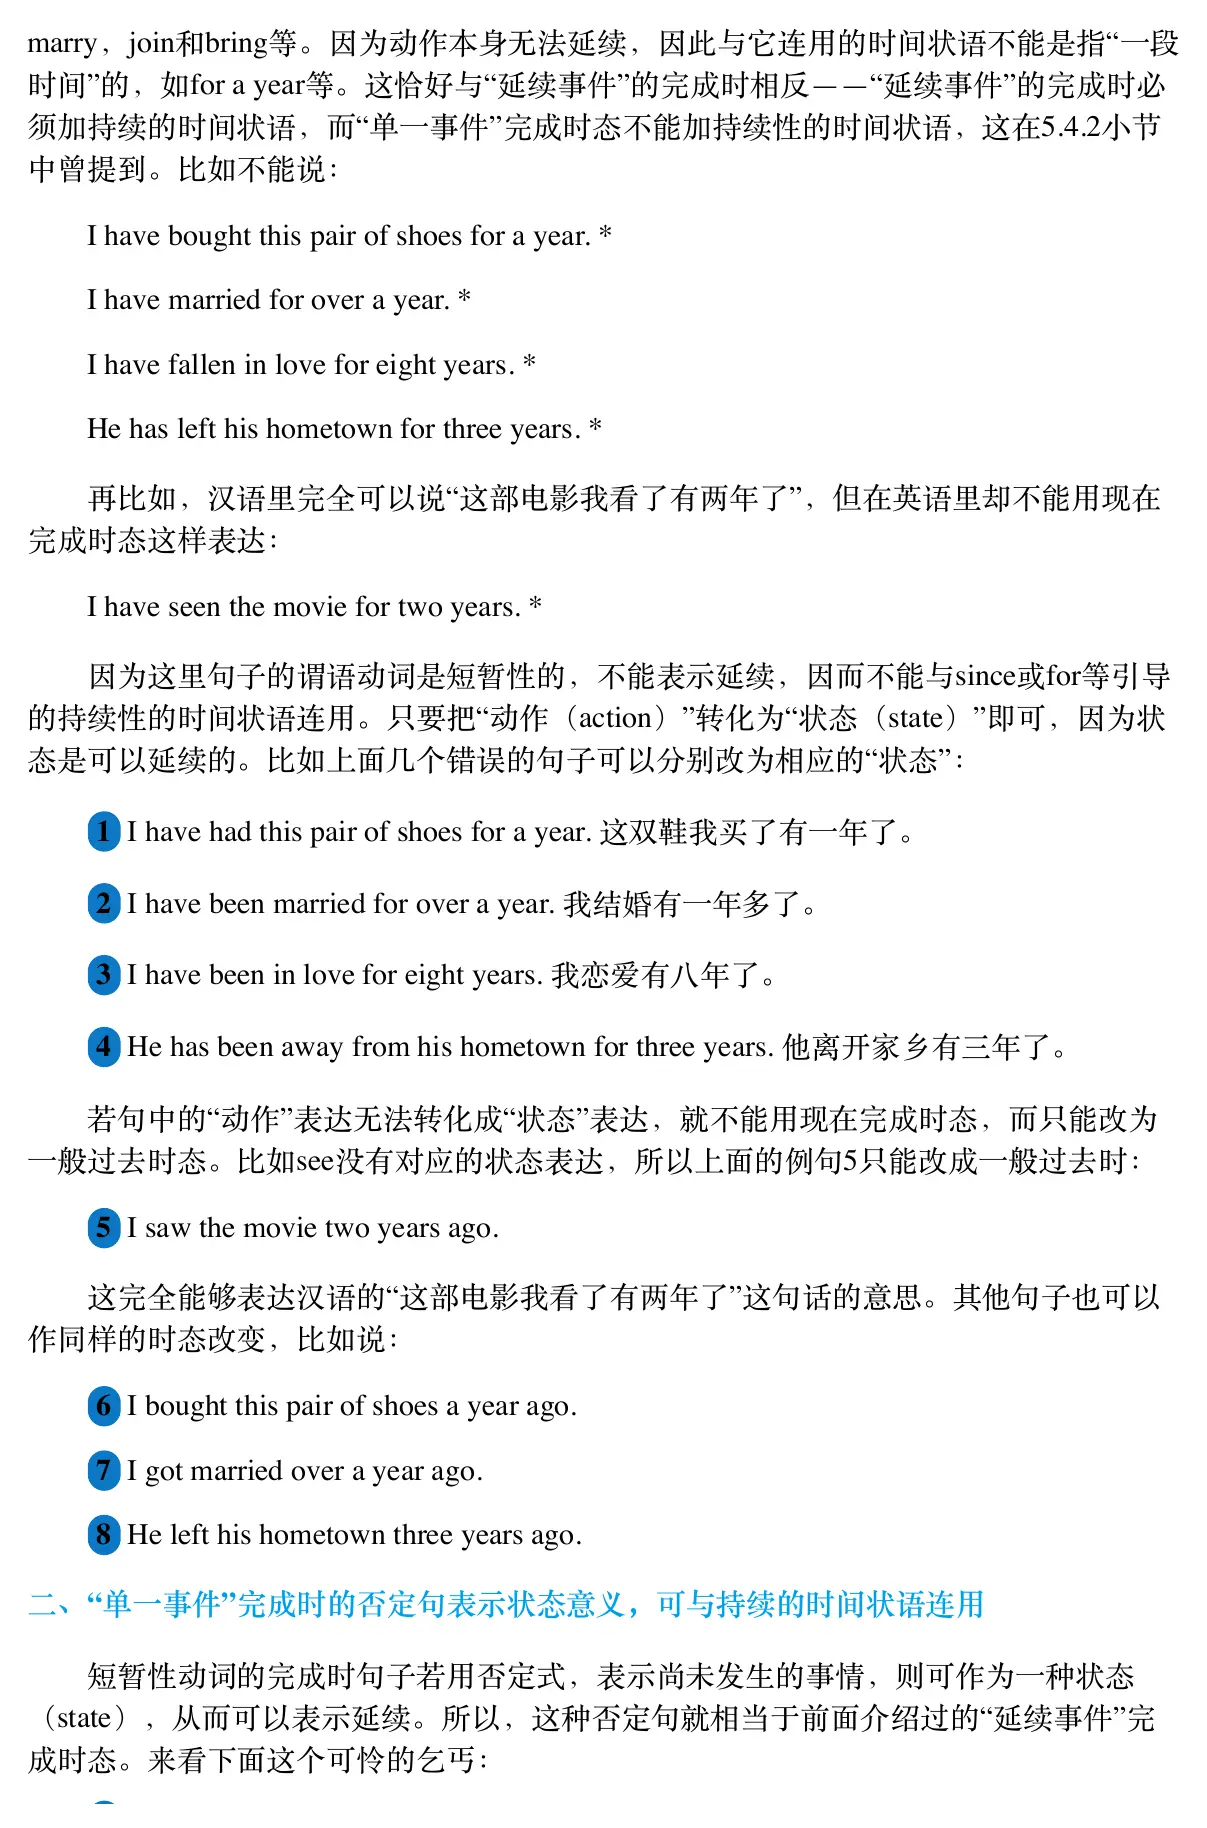 marry，join和bring等。因为动作本身无法延续，因此与它连用的时间状语不能是指“一段
时间”的，如for a year等。这恰好与“延续事件”的完成时相反——“延续事件”的完成时必
须加持续的时间状语，而“单一事件”完成时态不能加持续性的时间状语，这在5.4.2小节
中曾提到。比如不能说：
I have bought this pair of shoes for a year. *
I have married for over a year. *
I have fallen in love for eight years. *
He has left his hometown for three years. *
再比如，汉语里完全可以说“这部电影我看了有两年了”，但在英语里却不能用现在
完成时态这样表达：
I have seen the movie for two years. *
因为这里句子的谓语动词是短暂性的，不能表示延续，因而不能与since或for等引导
的持续性的时间状语连用。只要把“动作（action）”转化为“状态（state）”即可，因为状
态是可以延续的。比如上面几个错误的句子可以分别改为相应的“状态”：
1 I have had this pair of shoes for a year. 这双鞋我买了有一年了。
2 I have been married for over a year. 我结婚有一年多了。
3 I have been in love for eight years. 我恋爱有八年了。
4 He has been away from his hometown for three years. 他离开家乡有三年了。
若句中的“动作”表达无法转化成“状态”表达，就不能用现在完成时态，而只能改为
一般过去时态。比如see没有对应的状态表达，所以上面的例句5只能改成一般过去时：
5 I saw the movie two years ago.
这完全能够表达汉语的“这部电影我看了有两年了”这句话的意思。其他句子也可以
作同样的时态改变，比如说：
6 I bought this pair of shoes a year ago.
7 I got married over a year ago.
8 He left his hometown three years ago.
二、“单一事件”完成时的否定句表示状态意义，可与持续的时间状语连用
短暂性动词的完成时句子若用否定式，表示尚未发生的事情，则可作为一种状态
（state），从而可以表示延续。所以，这种否定句就相当于前面介绍过的“延续事件”完
成时态。来看下面这个可怜的乞丐：